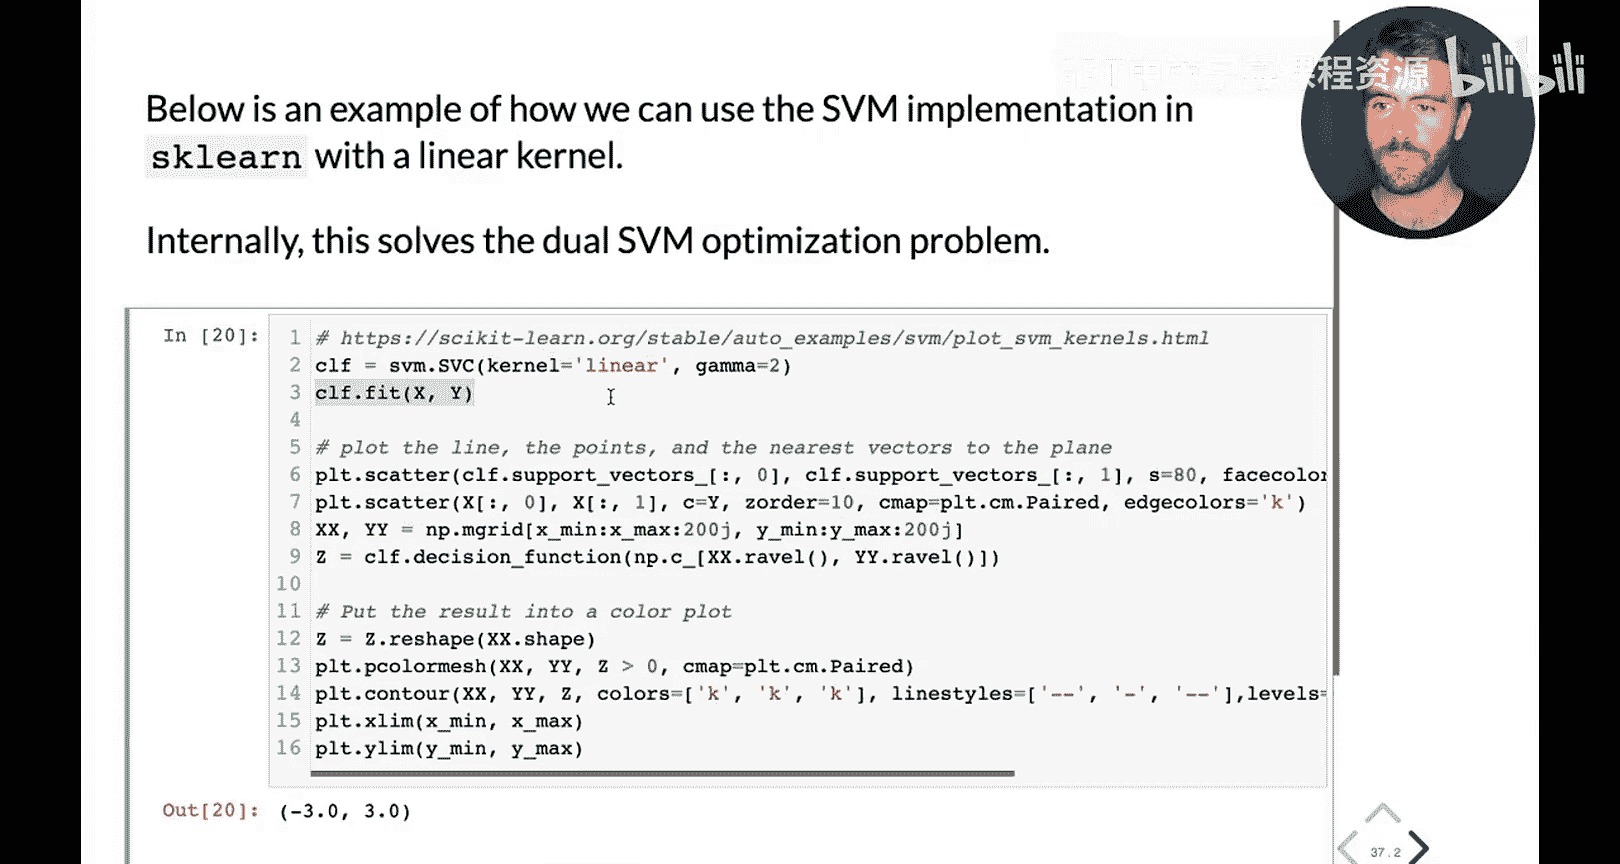 课程资源 bilibili
Below is an example of how we can use the SVM implementation in
sklearn with a linear kernel.
Internally, this solves the dual SVM optimization problem.
In [20]:
1 # https://scikit-learn.org/stable/auto_examples/svm/plot_svm_kernels.html
2 clf = svm.SVC(kernel='linear', gamma=2)
3 clf.fit(X, Y)
4
5 # plot the line, the points, and the nearest vectors to the plane
6 plt.scatter(clf.support_vectors_[:, 0], clf.support_vectors_[:, 1], s=80, facecolor
7 plt.scatter(X[:, 0], X[:, 1], c=Y, zorder=10, cmap=plt.cm.Paired, edgecolors='k')
8 XX, YY = np.mgrid[x_min:x_max:200j, y_min:y_max:200j]
9 Z = clf.decision_function(np.c_[XX.ravel(), YY.ravel()])
10
11 # Put the result into a color plot
12 Z = Z.reshape(XX.shape)
13 plt.pcolormesh(XX, YY, Z > 0, cmap=plt.cm.Paired)
14 plt.contour(XX, YY, Z, colors=['k', 'k', 'k'], linestyles=['--', '-', '--'],levels=
15 plt.xlim(x_min, x_max)
16 plt.ylim(y_min, y_max)
Out[20]: (-3.0, 3.0)
37.2